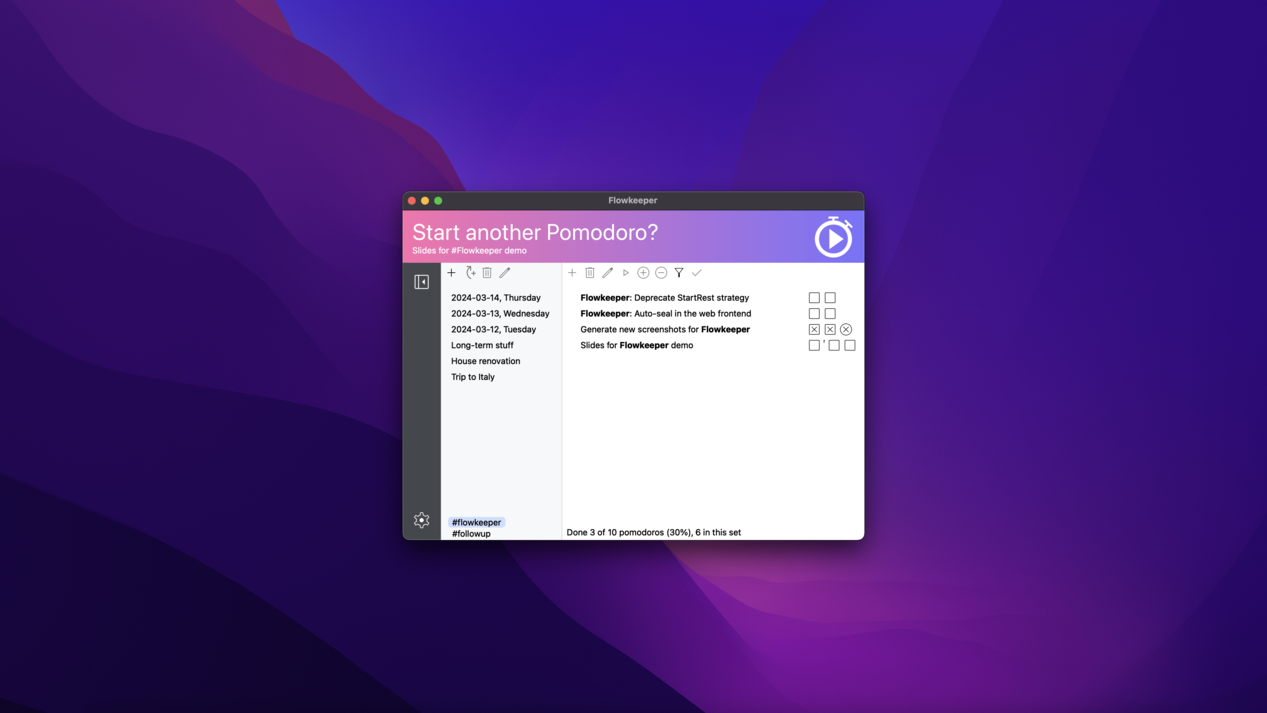 Flowkeeper
Start another Pomodoro?
Slides for #Flowkeeper demo
2024-03-14, Thursday
2024-03-13, Wednesday
2024-03-12, Tuesday
Long-term stuff
House renovation
Trip to Italy
#flowkeeper
#followup
Flowkeeper: Deprecate StartRest strategy
Flowkeeper: Auto-seal in the web frontend
Generate new screenshots for Flowkeeper
Slides for Flowkeeper demo
Done 3 of 10 pomodoros (30%), 6 in this set